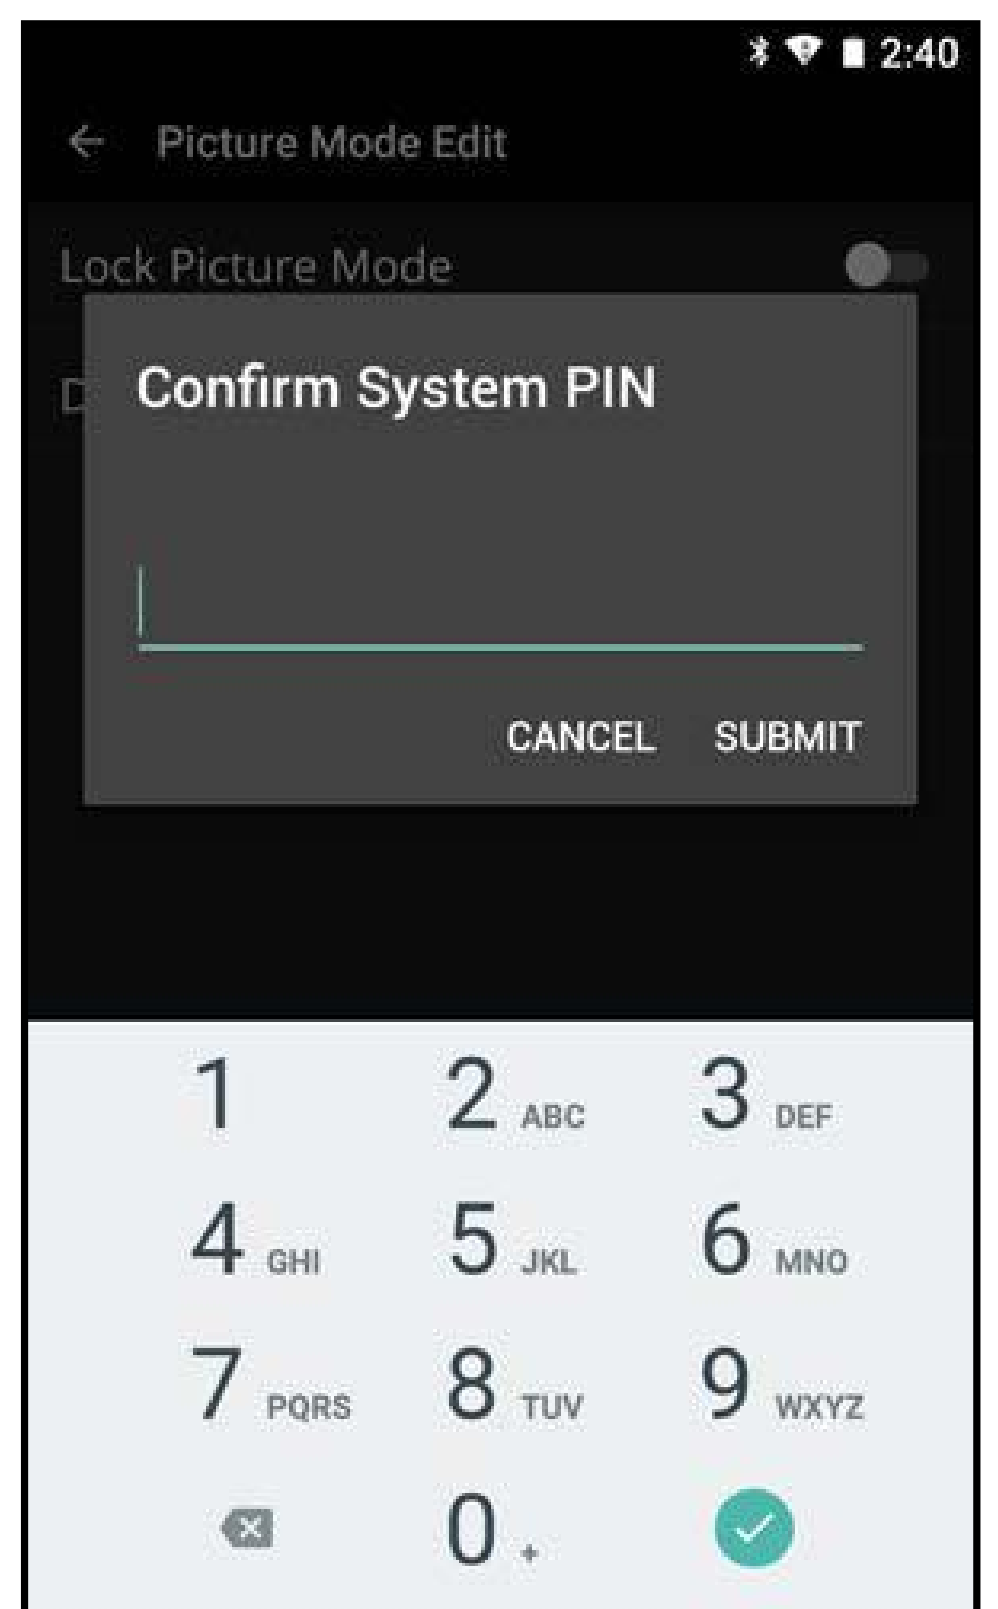 2:40
Picture Mode Edit
Lock Picture Mode
D
Confirm System PIN
CANCEL SUBMIT
1 2 ABC 3 DEF
4 GHI 5 JKL 6 MNO
7 PQRS 8 TUV 9 WXYZ
0 +